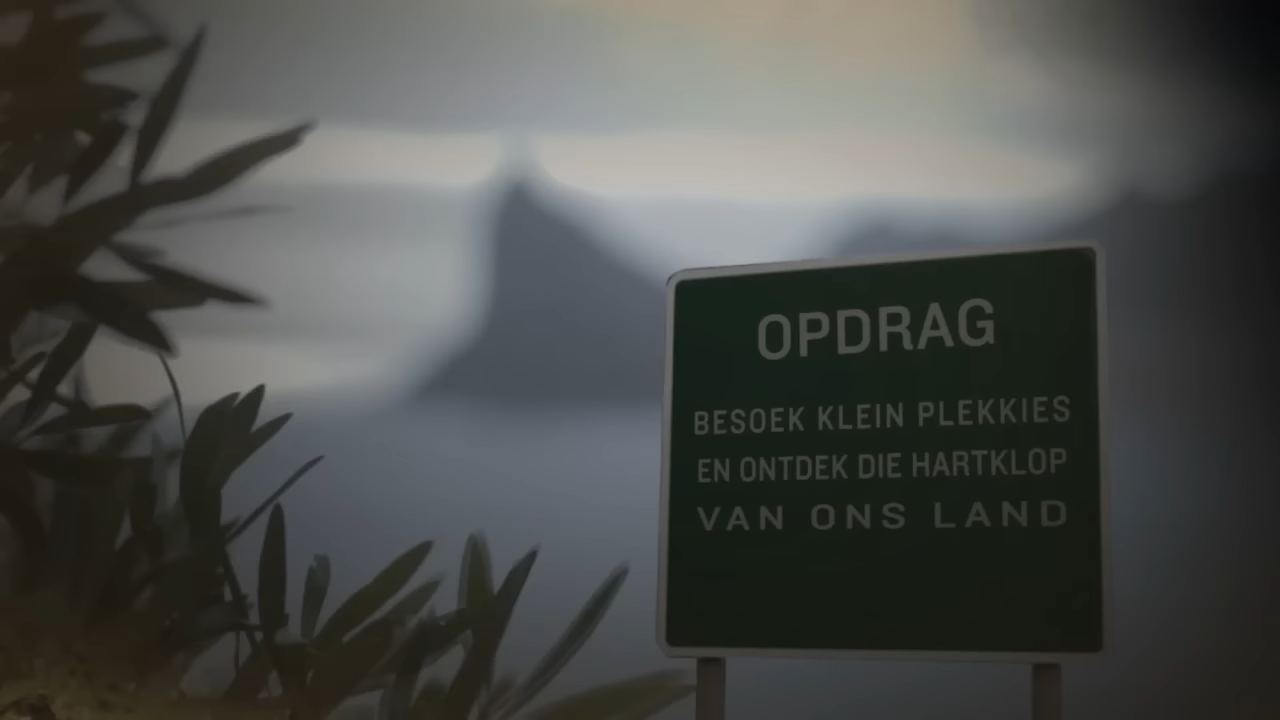 OPDRAG
BESOEK KLEIN PLEKKIES
EN ONTDEK DIE HARTKLOP
VAN ONS LAND